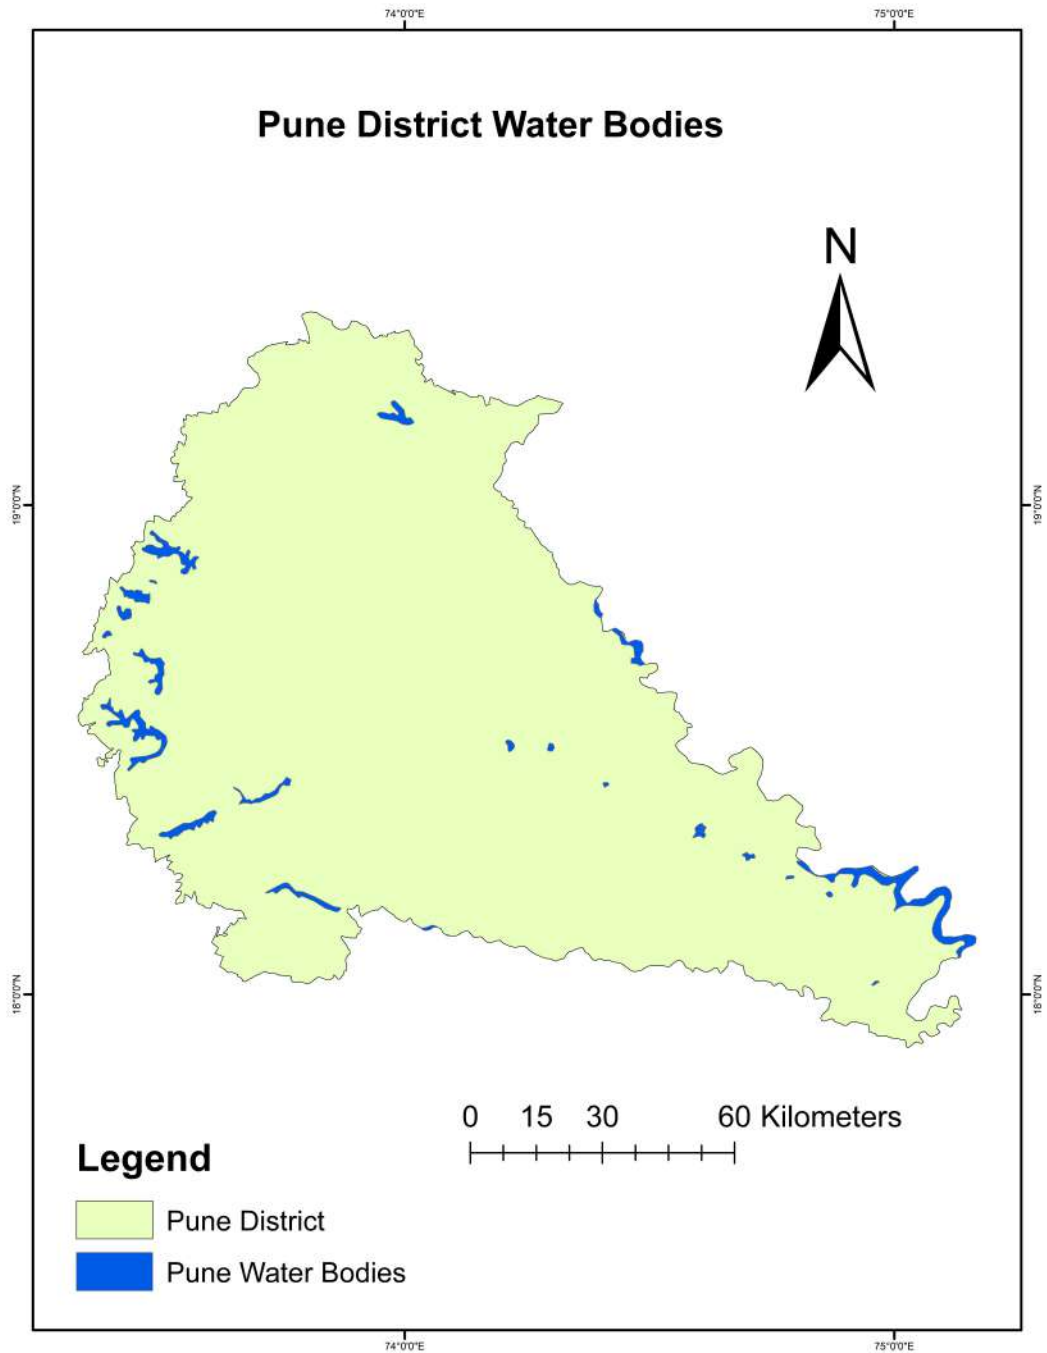 74°0'0"E 75°0'0"E
Pune District Water Bodies
N
19°0'0"N 19°0'0"N
18°0'0"N 18°0'0"N
0 15 30 60 Kilometers
Legend
Pune District
Pune Water Bodies
74°0'0"E 75°0'0"E